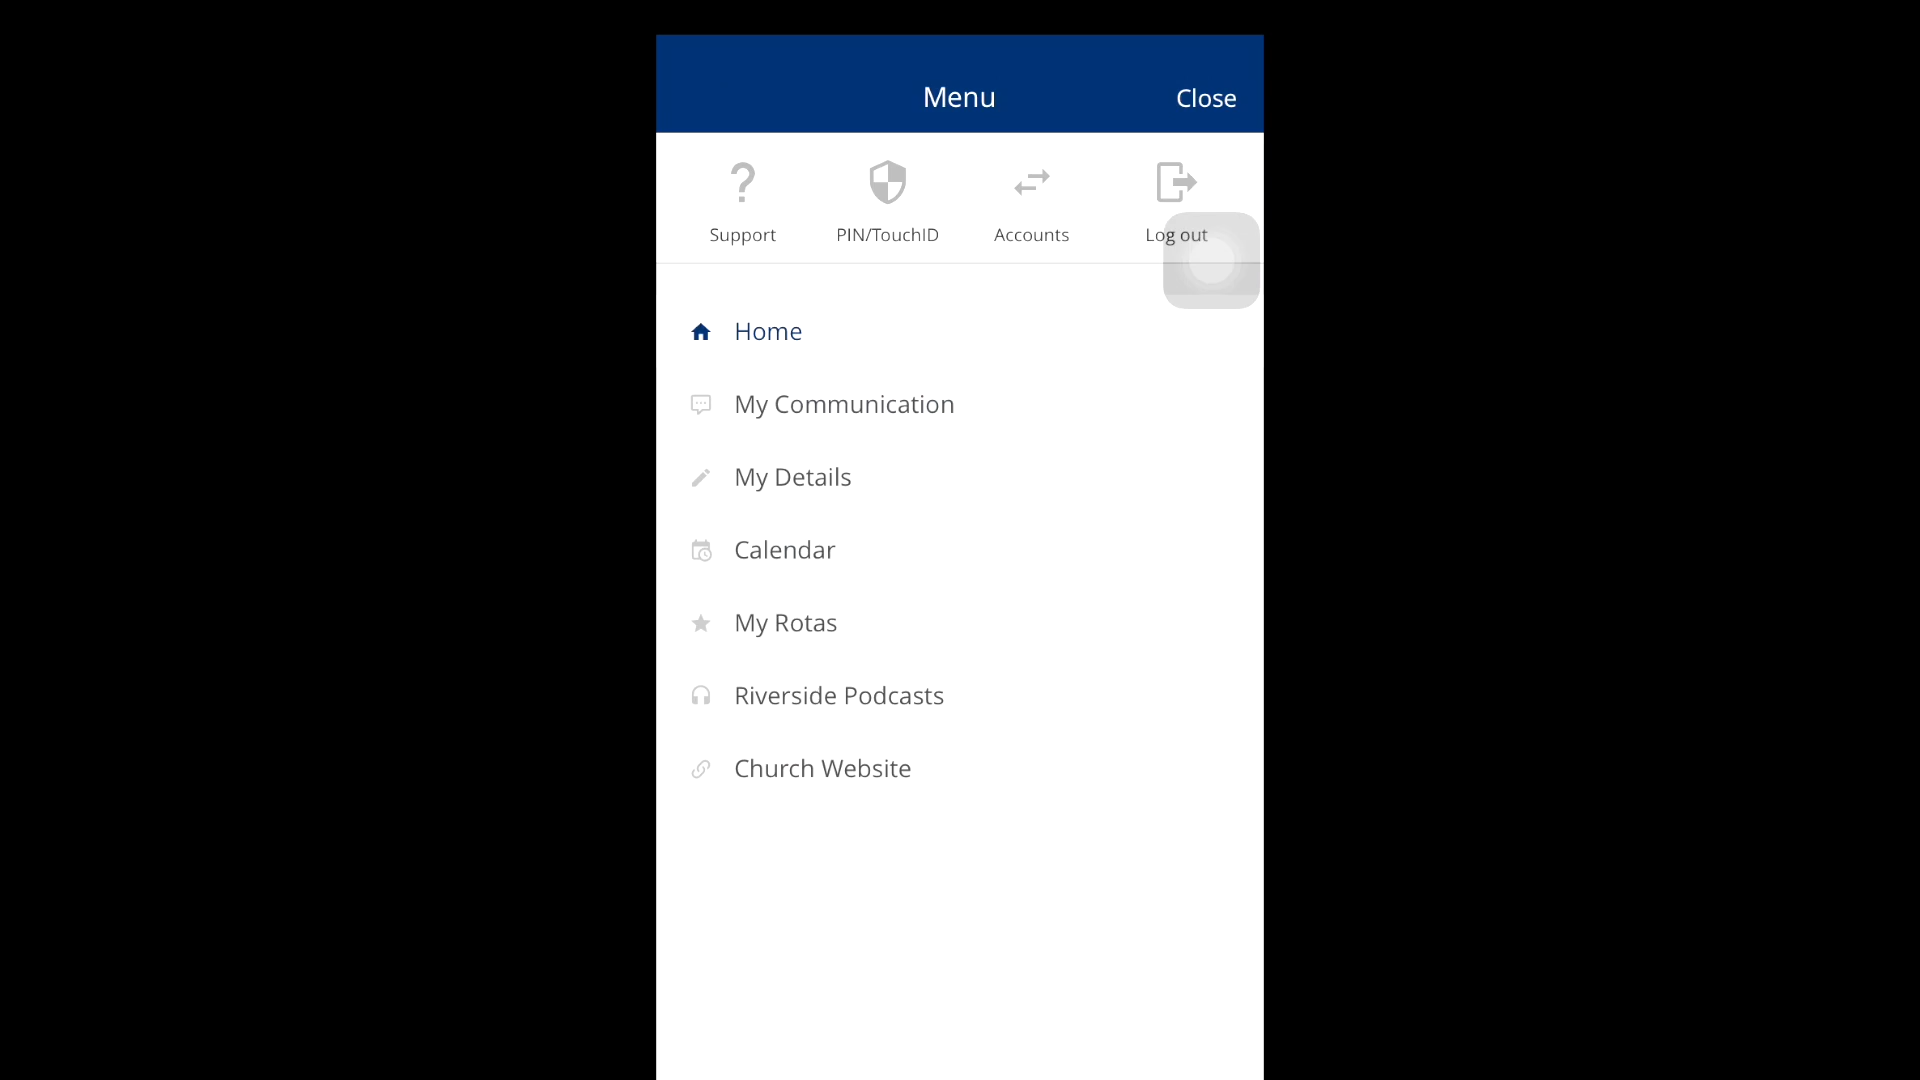 Menu
Close
Support
PIN/TouchID
Accounts
Log out
Home
My Communication
My Details
Calendar
My Rotas
Riverside Podcasts
Church Website